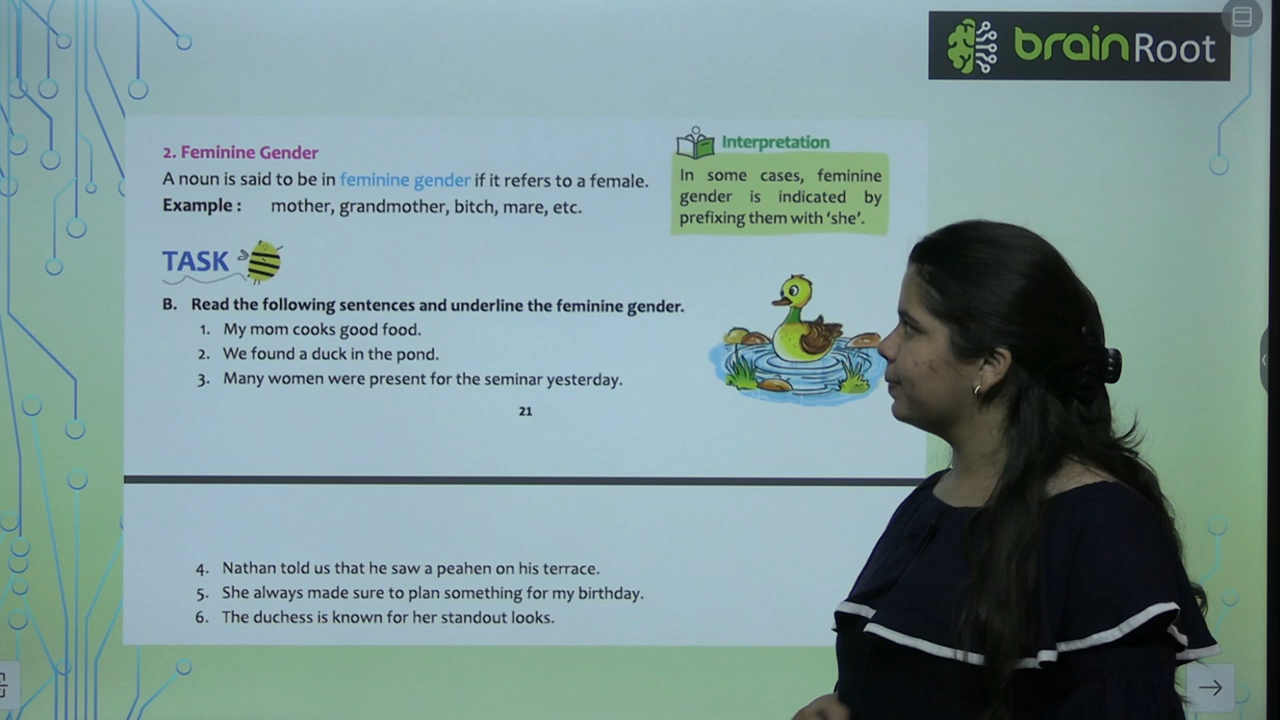 brainRoot
2. Feminine Gender
A noun is said to be in feminine gender if it refers to a female.
Example : mother, grandmother, bitch, mare, etc.
Interpretation
In some cases, feminine
gender is indicated by
prefixing them with ‘she’.
TASK
B. Read the following sentences and underline the feminine gender.
1. My mom cooks good food.
2. We found a duck in the pond.
3. Many women were present for the seminar yesterday.
21
4. Nathan told us that he saw a peahen on his terrace.
5. She always made sure to plan something for my birthday.
6. The duchess is known for her standout looks.